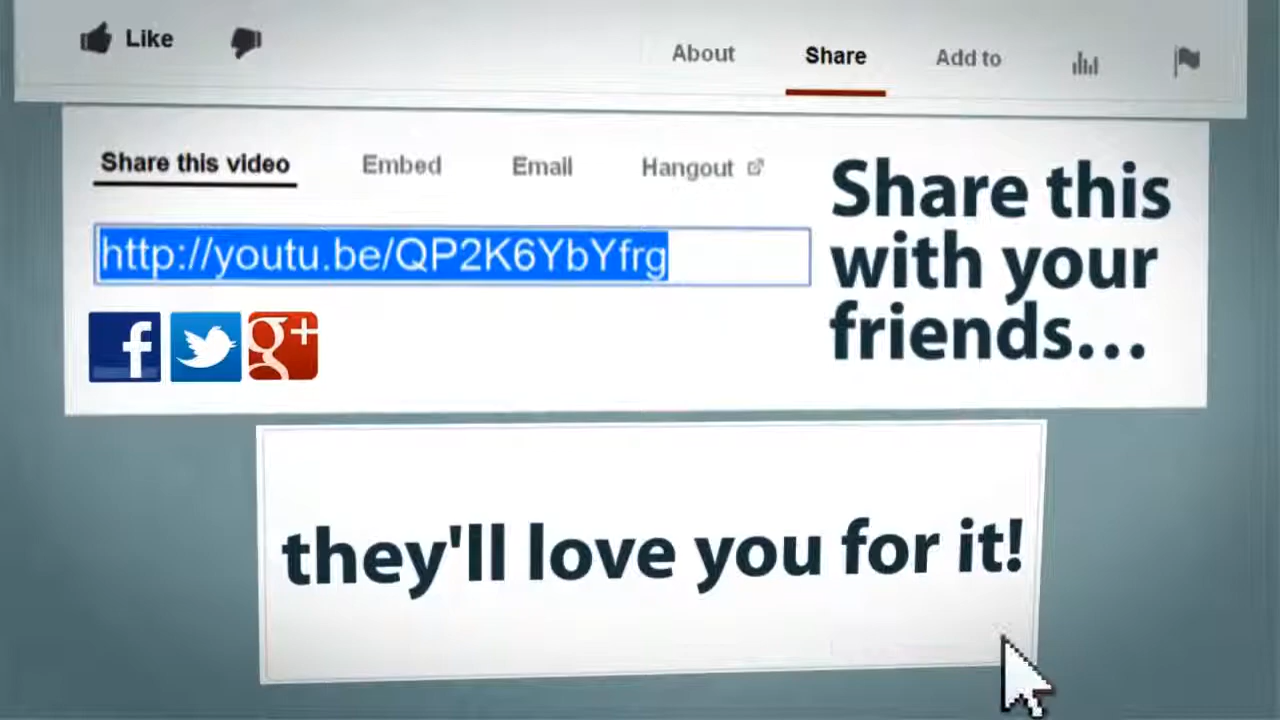 Like
About Share Add to
Share this video Embed Email Hangout
http://youtu.be/QP2K6YbYfrg
f g+
Share this
with your
friends...
they'll love you for it!